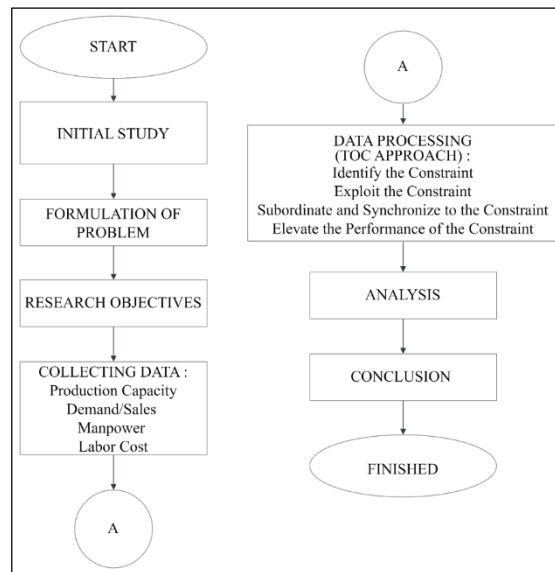 START
INITIAL STUDY
FORMULATION OF
PROBLEM
RESEARCH OBJECTIVES
COLLECTING DATA :
Production Capacity
Demand/Sales
Manpower
Labor Cost
A
A
DATA PROCESSING
(TOC APPROACH) :
Identify the Constraint
Exploit the Constraint
Subordinate and Synchronize to the Constraint
Elevate the Performance of the Constraint
ANALYSIS
CONCLUSION
FINISHED